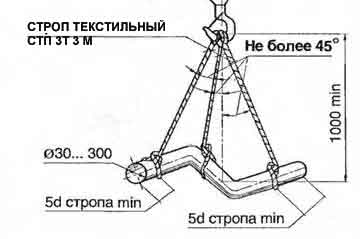 СТРОП ТЕКСТИЛЬНЫЙ
СТП 3Т 3 М
Не более 45°
1000 min
Ø30... 300
5d стропа min
5d стропа min